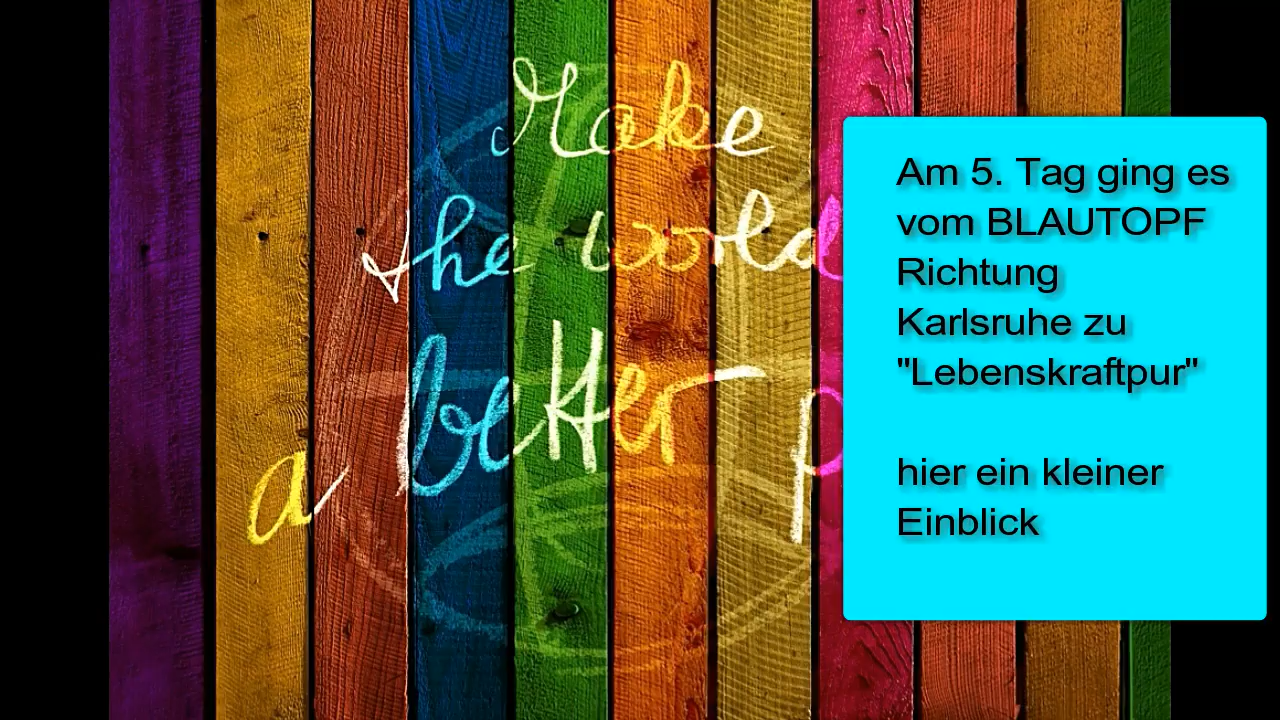 Make
the world
a better p
Am 5. Tag ging es
vom BLAUTOPF
Richtung
Karlsruhe zu
"Lebenskraftpur"
hier ein kleiner
Einblick